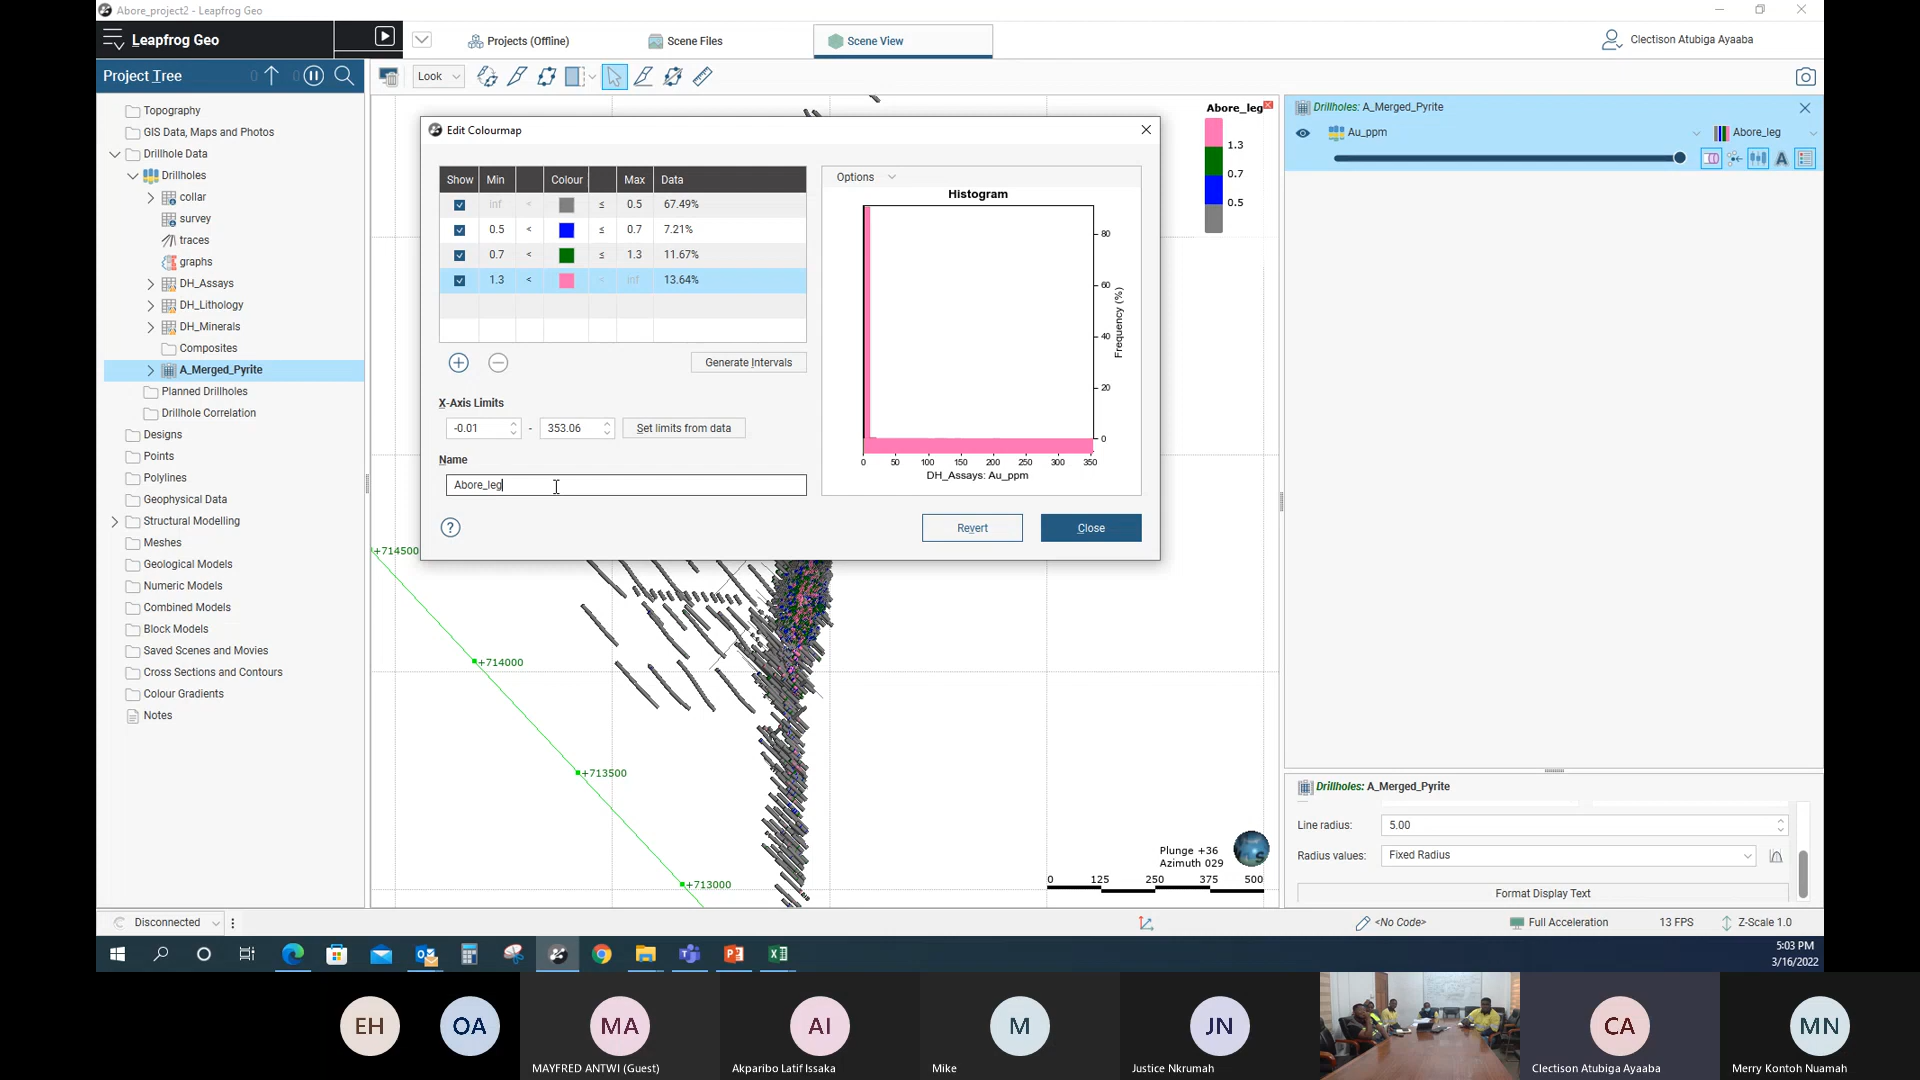 Abore_project2 - Leapfrog Geo
Leapfrog Geo
Projects (Offline)
Scene Files
Scene View
Clectison Atubiga Ayaaba
Project Tree
0
Look
Topography
GIS Data, Maps and Photos
Drillhole Data
Drillholes
collar
survey
traces
graphs
DH_Assays
DH_Lithology
DH_Minerals
Composites
A_Merged_Pyrite
Planned Drillholes
Drillhole Correlation
Designs
Points
Polylines
Geophysical Data
Structural Modelling
Meshes
Geological Models
Numeric Models
Combined Models
Block Models
Saved Scenes and Movies
Cross Sections and Contours
Colour Gradients
Notes
Edit Colourmap
Show Min Colour Max Data
inf < ≤ 0.5 67.49%
0.5 < ≤ 0.7 7.21%
0.7 < ≤ 1.3 11.67%
1.3 < < inf 13.64%
Generate Intervals
X-Axis Limits
-0.01 - 353.06 Set limits from data
Name
Abore_leg
Options
Histogram
80
60
40
20
0
Frequency (%)
0 50 100 150 200 250 300 350
DH_Assays: Au_ppm
? Revert Close
Abore_leg
1.3
0.7
0.5
+714500
+714000
+713500
+713000
Plunge +36
Azimuth 029
0 125 250 375 500
Drillholes: A_Merged_Pyrite
Au_ppm
Abore_leg
A
Drillholes: A_Merged_Pyrite
Line radius: 5.00
Radius values: Fixed Radius
Format Display Text
Disconnected
<No Code>
Full Acceleration
13 FPS
Z-Scale 1.0
5:03 PM
3/16/2022
EH
OA
MA
MAYFRED ANTWI (Guest)
AI
Akparibo Latif Issaka
M
Mike
JN
Justice Nkrumah
CA
Clectison Atubiga Ayaaba
MN
Merry Kontoh Nuamah